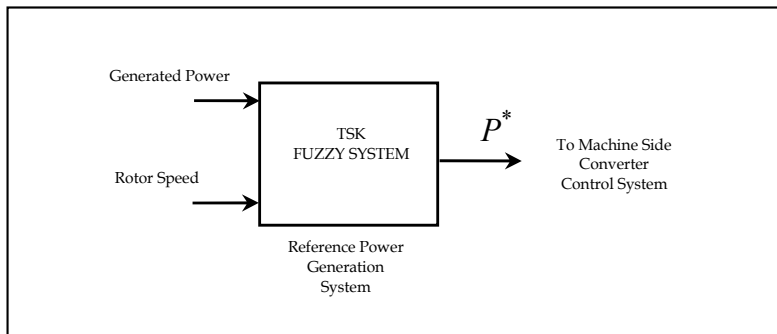 Generated Power
TSK
FUZZY SYSTEM
P*
To Machine Side
Converter
Control System
Rotor Speed
Reference Power
Generation
System